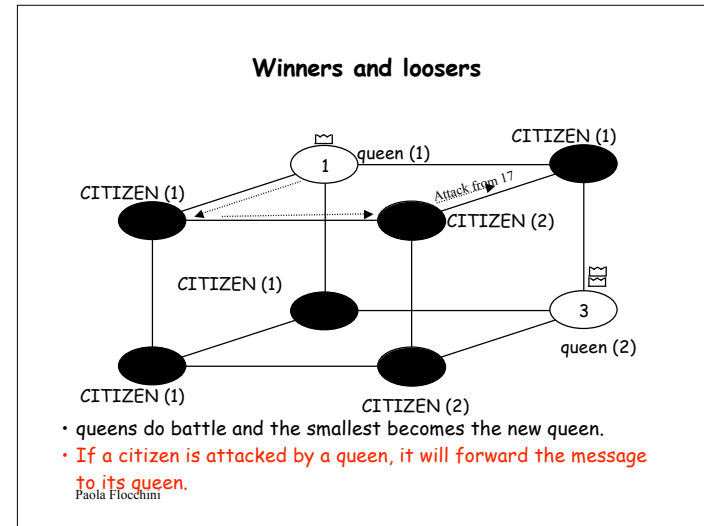 Winners and loosers
CITIZEN (1)
queen (1)
1
Attack from 17
CITIZEN (1)
CITIZEN (2)
CITIZEN (1)
3
queen (2)
CITIZEN (1)
CITIZEN (2)
• queens do battle and the smallest becomes the new queen.
• If a citizen is attacked by a queen, it will forward the message
to its queen.
Paola Flocchini